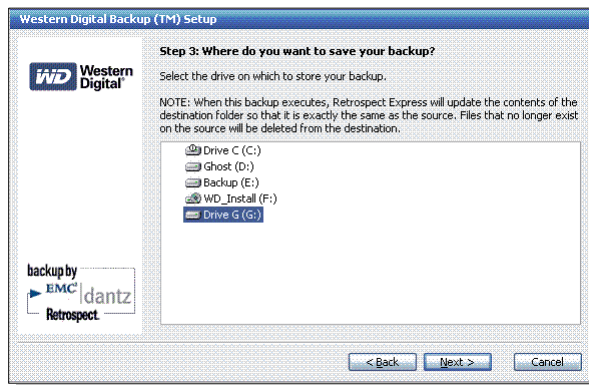 Western Digital Backup (TM) Setup
Step 3: Where do you want to save your backup?
WD Western
Digital®
Select the drive on which to store your backup.
NOTE: When this backup executes, Retrospect Express will update the contents of the
destination folder so that it is exactly the same as the source. Files that no longer exist
on the source will be deleted from the destination.
Drive C (C:)
Ghost (D:)
Backup (E:)
WD_Install (F:)
Drive G (G:)
backup by
EMC² dantz
Retrospect.
< Back
Next >
Cancel